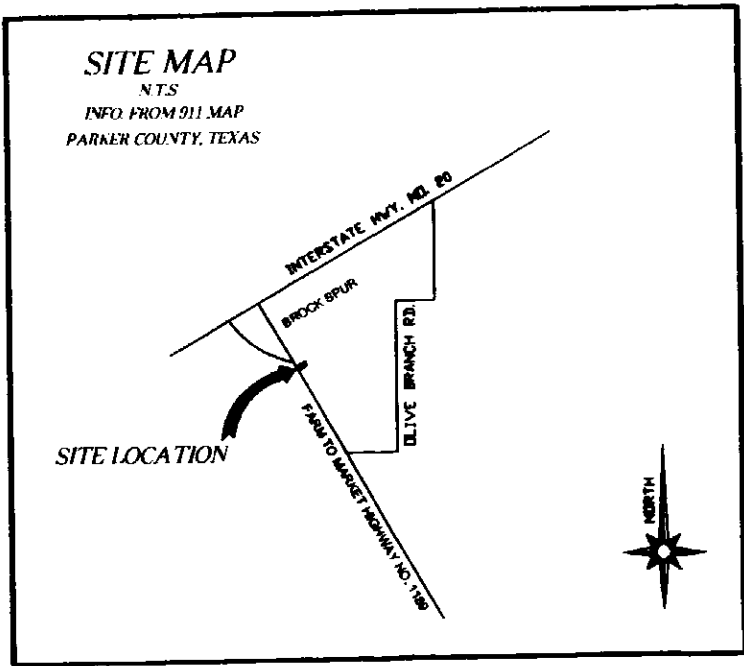 SITE MAP
N.T.S
INFO. FROM 911 MAP
PARKER COUNTY, TEXAS
INTERSTATE HWY. NO. 20
BROCK SPUR
OLIVE BRANCH RD.
SITE LOCATION
FARM TO MARKET HIGHWAY NO. 1189
NORTH